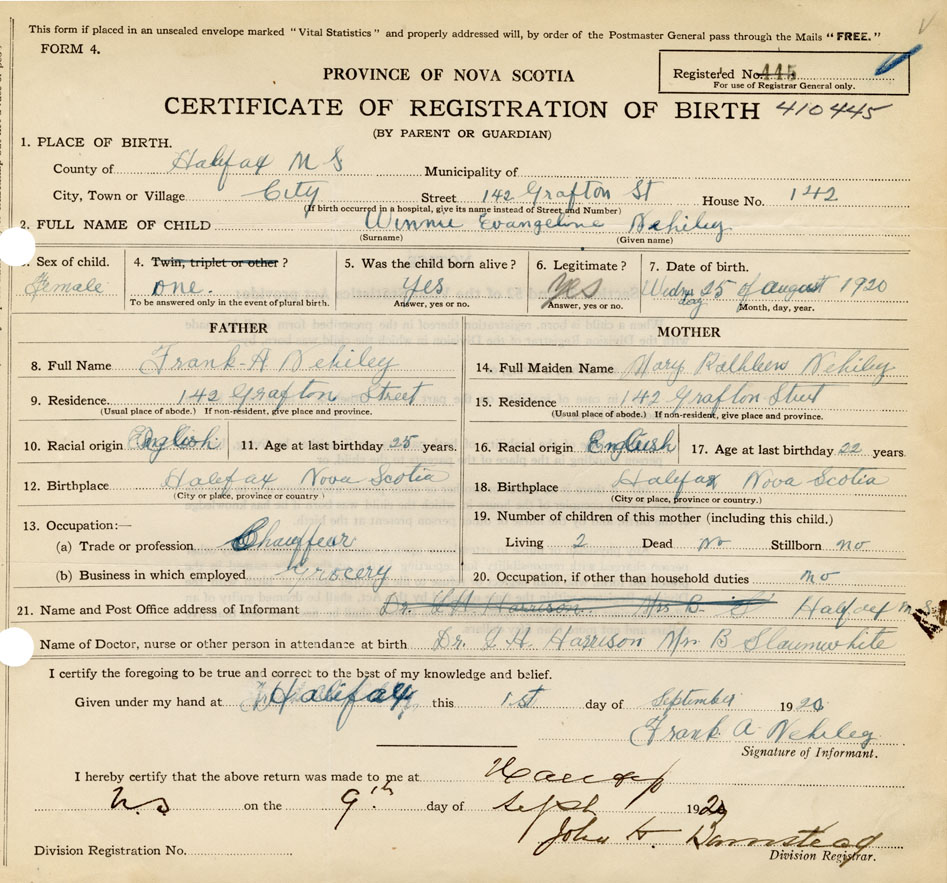 This form if placed in an unsealed envelope marked "Vital Statistics" and properly addressed will, by order of the Postmaster General pass through the Mails "FREE."
FORM 4.
Registered No. 445
For use of Registrar General only.
PROVINCE OF NOVA SCOTIA
CERTIFICATE OF REGISTRATION OF BIRTH 410445
(BY PARENT OR GUARDIAN)
1. PLACE OF BIRTH.
County of Halifax N S Municipality of
City, Town or Village City Street 142 Grafton St House No. 142
(If birth occurred in a hospital, give its name instead of Street and Number)
2. FULL NAME OF CHILD Winnie Evangeline Nehiley
(Surname) (Given name)
Sex of child. 4. Twin, triplet or other? 5. Was the child born alive? 6. Legitimate? 7. Date of birth.
Female one. Yes yes Wednesday 25 of august 1920
To be answered only in the event of plural birth. Answer, yes or no. Answer, yes or no. Month, day, year.
FATHER MOTHER
8. Full Name Frank A Nehiley 14. Full Maiden Name Mary Kathleen Nehiley
9. Residence. 142 Grafton Street 15. Residence 142 Grafton Street
(Usual place of abode.) If non-resident, give place and province. (Usual place of abode.) If non-resident, give place and province.
10. Racial origin English 11. Age at last birthday 25 years. 16. Racial origin English 17. Age at last birthday 22 years.
12. Birthplace Halifax Nova Scotia 18. Birthplace Halifax Nova Scotia
(City or place, province or country) (City or place, province or country.)
13. Occupation:— 19. Number of children of this mother (including this child.)
(a) Trade or profession Chauffear Living 2 Dead No Stillborn no
(b) Business in which employed Grocery 20. Occupation, if other than household duties no
21. Name and Post Office address of Informant Dr. Harrison. Mrs B. S Halifax N.S
Name of Doctor, nurse or other person in attendance at birth Dr. H. Harrison Mrs B Slaumwhite
I certify the foregoing to be true and correct to the best of my knowledge and belief.
Given under my hand at Halifax this 1st day of September 1920
Frank A Nehiley
Signature of Informant.
I hereby certify that the above return was made to me at Halifax
N.S on the 9th day of Sept 1920
John H. Barnstead
Division Registration No. Division Registrar.